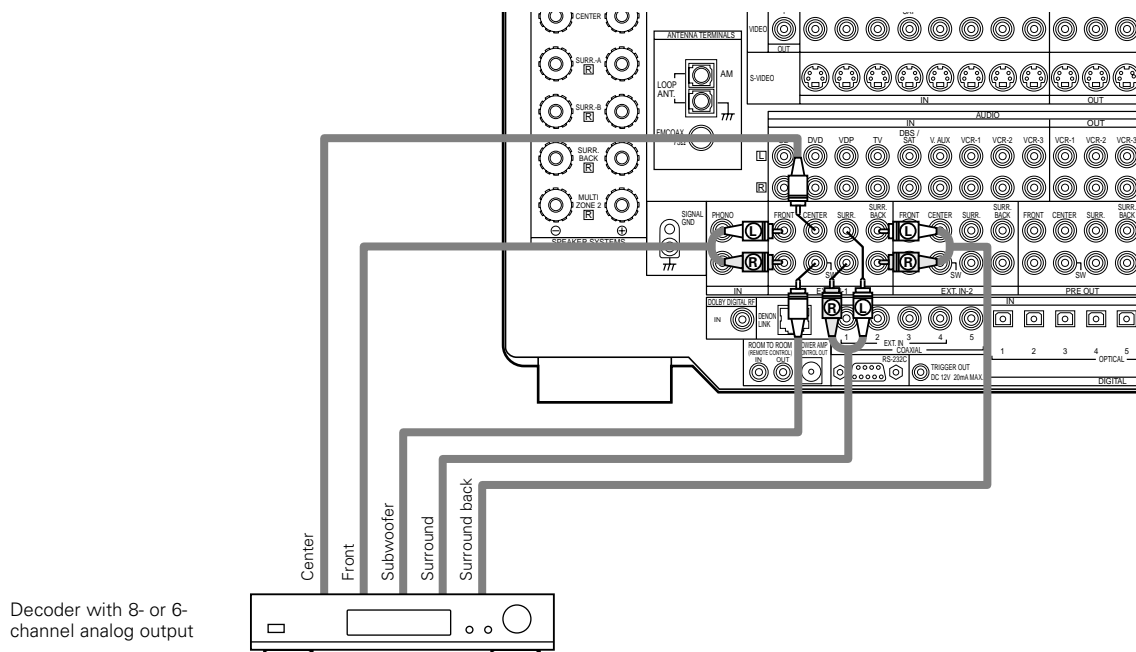 CENTER
SURR.-A
R
SURR.-B
R
SURR.
BACK
R
MULTI
ZONE 2
R
SPEAKER SYSTEMS
ANTENNA TERMINALS
LOOP
ANT.
AM
FM COAX
75Ω
SIGNAL
GND
VIDEO
OUT
S-VIDEO
IN
OUT
AUDIO
IN
OUT
DVD
VDP
TV
DBS /
SAT
V. AUX
VCR-1
VCR-2
VCR-3
VCR-1
VCR-2
VCR-3
L
R
PHONO
FRONT
CENTER
SURR.
SURR.
BACK
FRONT
CENTER
SURR.
SURR.
BACK
FRONT
CENTER
SURR.
SURR.
BACK
L
L
R
R
SW
SW
SW
IN
EXT. IN-2
PRE OUT
R
L
DOLBY DIGITAL RF
IN
DENON
LINK
IN
1
2
3
4
5
EXT. IN
COAXIAL
1
2
3
4
5
OPTICAL
DIGITAL
ROOM TO ROOM
(REMOTE CONTROL)
IN
OUT
POWER AMP
CONTROL OUT
RS-232C
TRIGGER OUT
DC 12V 20mA MAX.
Center
Front
Subwoofer
Surround
Surround back
Decoder with 8- or 6-
channel analog output